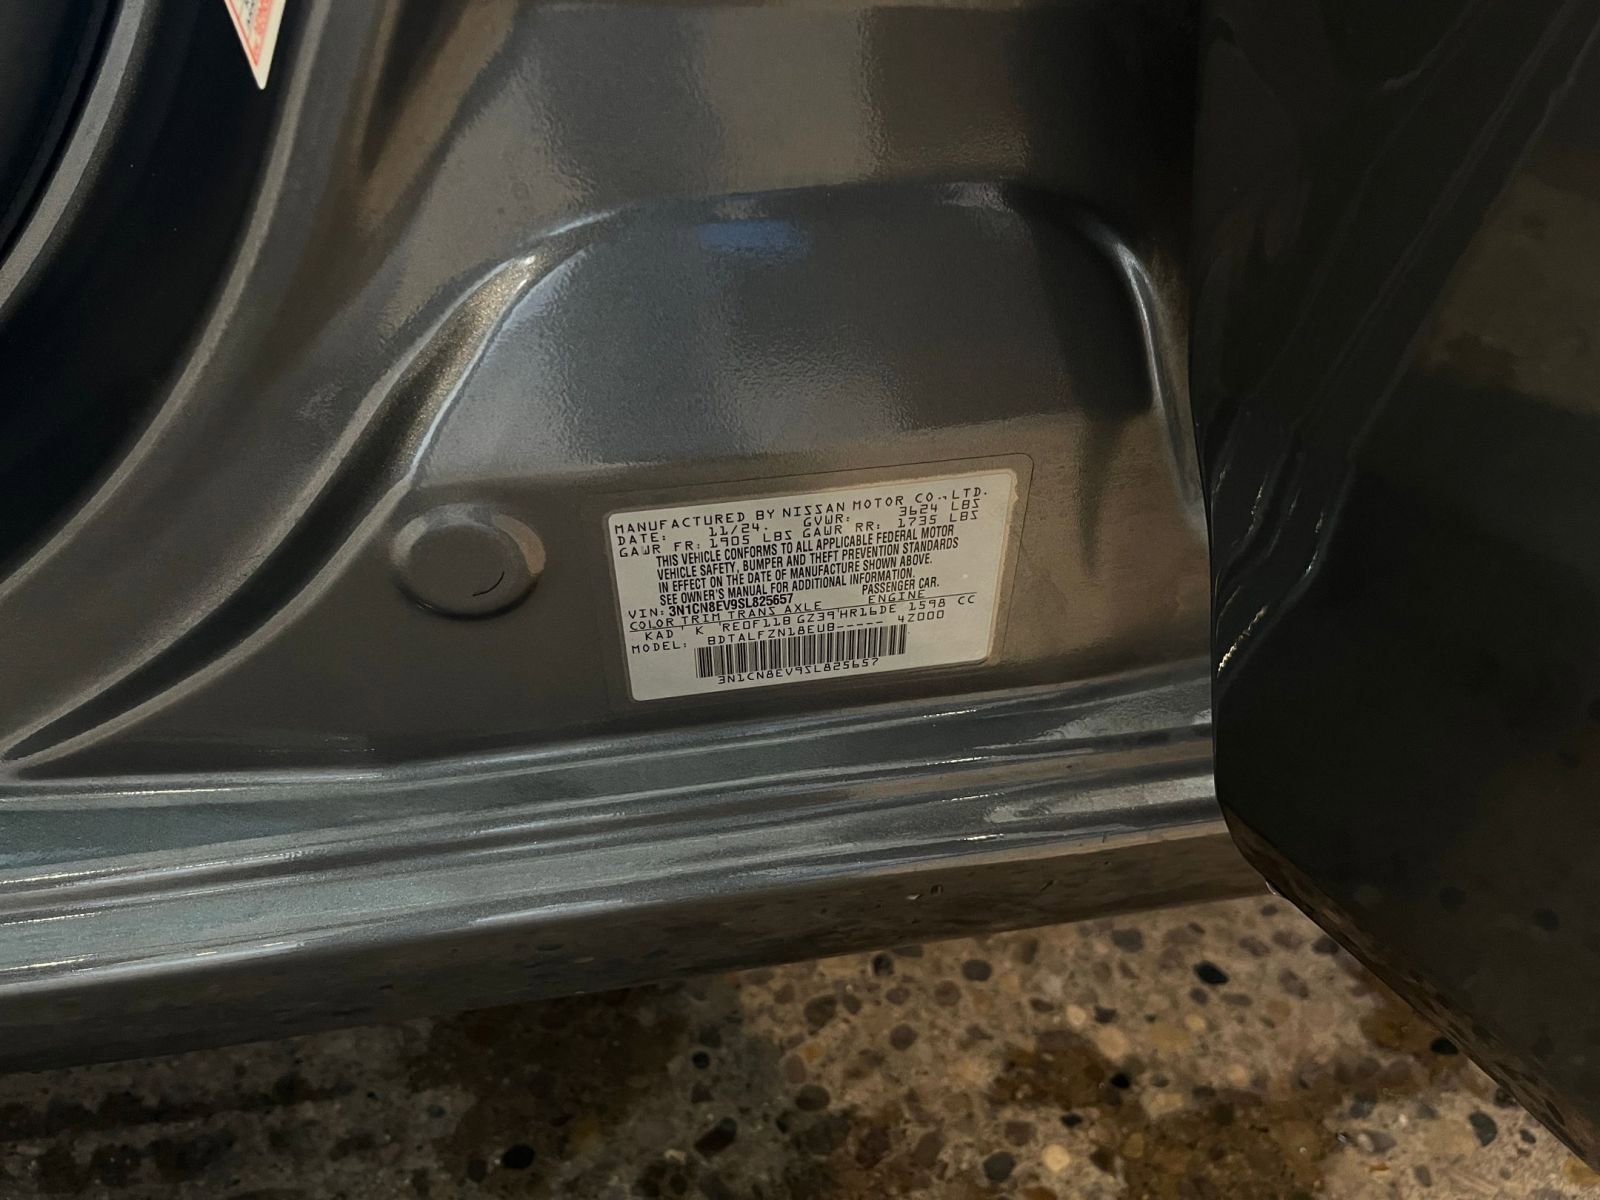 MANUFACTURED BY NISSAN MOTOR CO.,LTD.
DATE: 11/24. GVWR: 3624 LBS
GAWR FR: 1905 LBS GAWR RR: 1735 LBS
THIS VEHICLE CONFORMS TO ALL APPLICABLE FEDERAL MOTOR
VEHICLE SAFETY, BUMPER AND THEFT PREVENTION STANDARDS
IN EFFECT ON THE DATE OF MANUFACTURE SHOWN ABOVE.
SEE OWNER'S MANUAL FOR ADDITIONAL INFORMATION.
VIN: 3N1CN8EV9SL825657 PASSENGER CAR.
COLOR TRIM TRANS AXLE ENGINE
KAD K RE0F11B GZ39 HR16DE 1598 CC
MODEL: BDTALFZN18EUB----- 4Z000
3N1CN8EV9SL825657